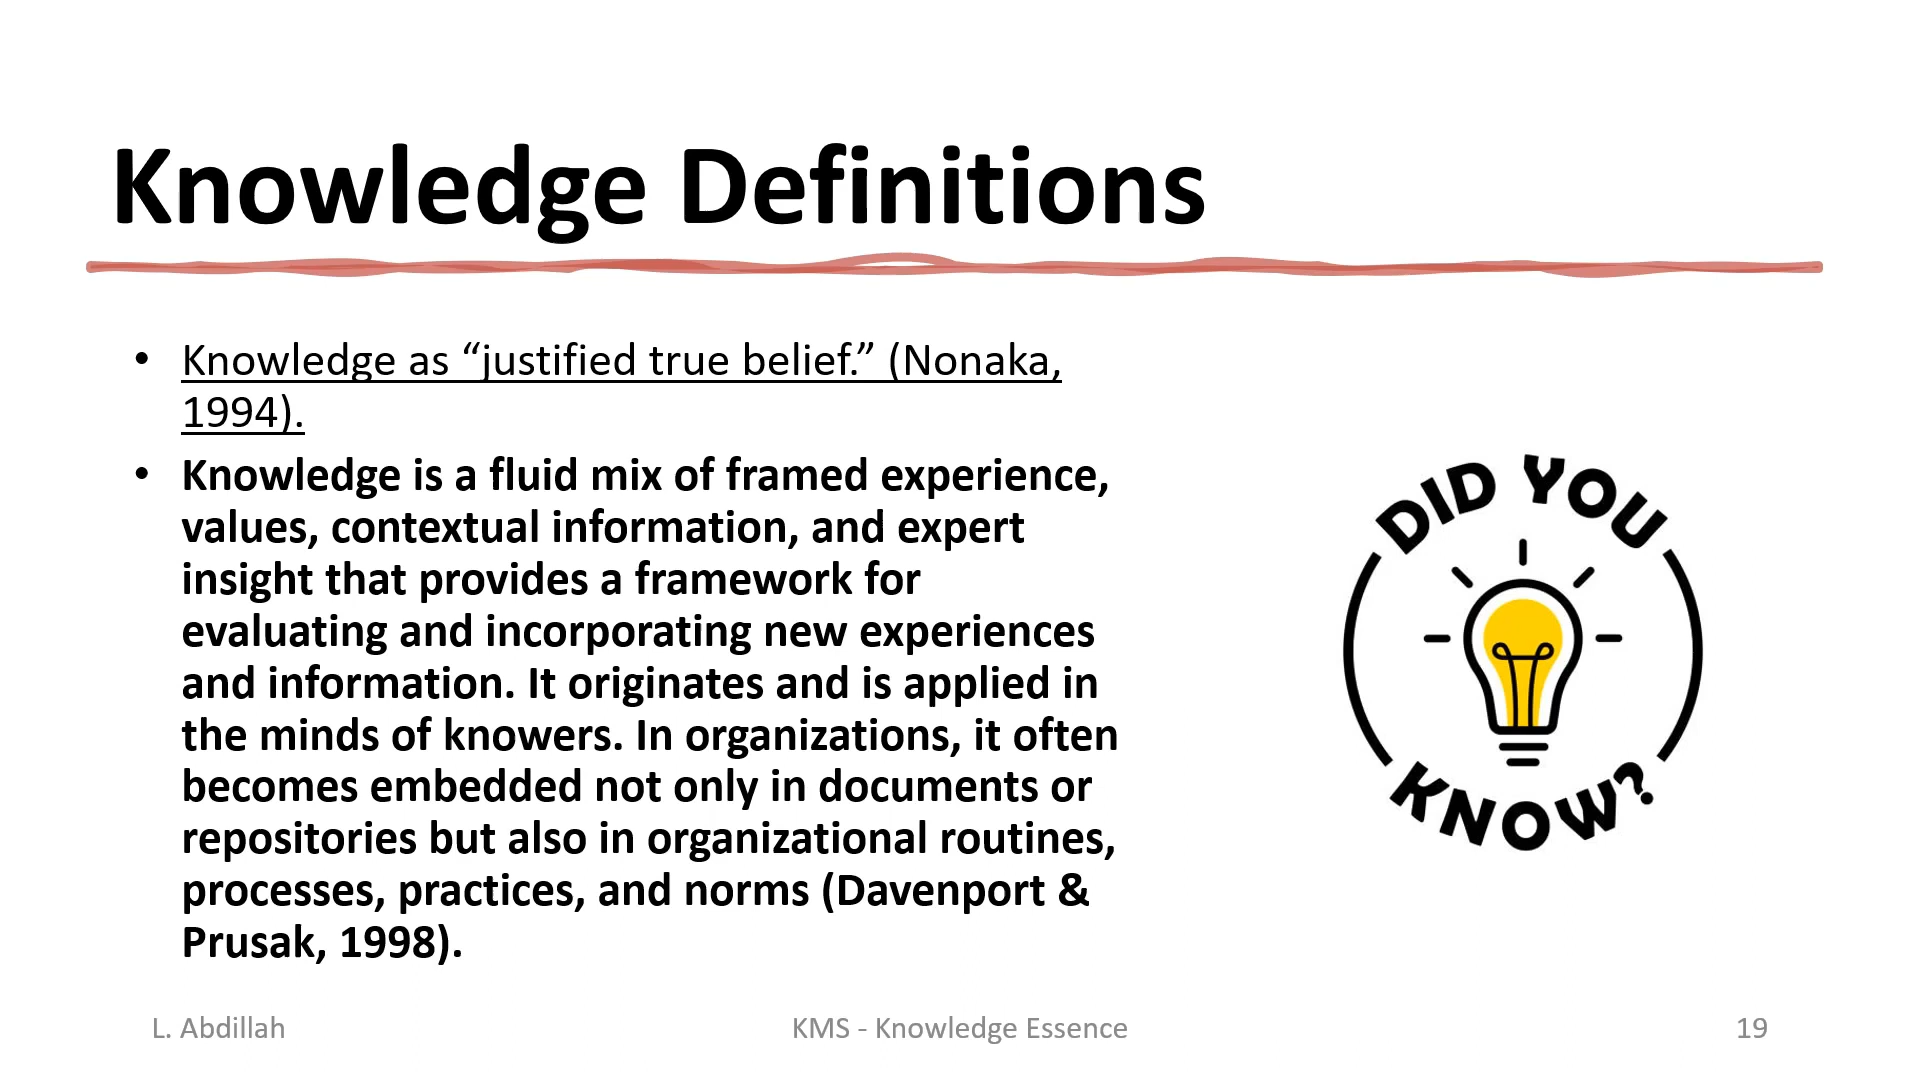 Knowledge Definitions
• Knowledge as “justified true belief.” (Nonaka,
1994).
• Knowledge is a fluid mix of framed experience,
values, contextual information, and expert
insight that provides a framework for
evaluating and incorporating new experiences
and information. It originates and is applied in
the minds of knowers. In organizations, it often
becomes embedded not only in documents or
repositories but also in organizational routines,
processes, practices, and norms (Davenport &
Prusak, 1998).
DID YOU
KNOW?
L. Abdillah
KMS - Knowledge Essence
19